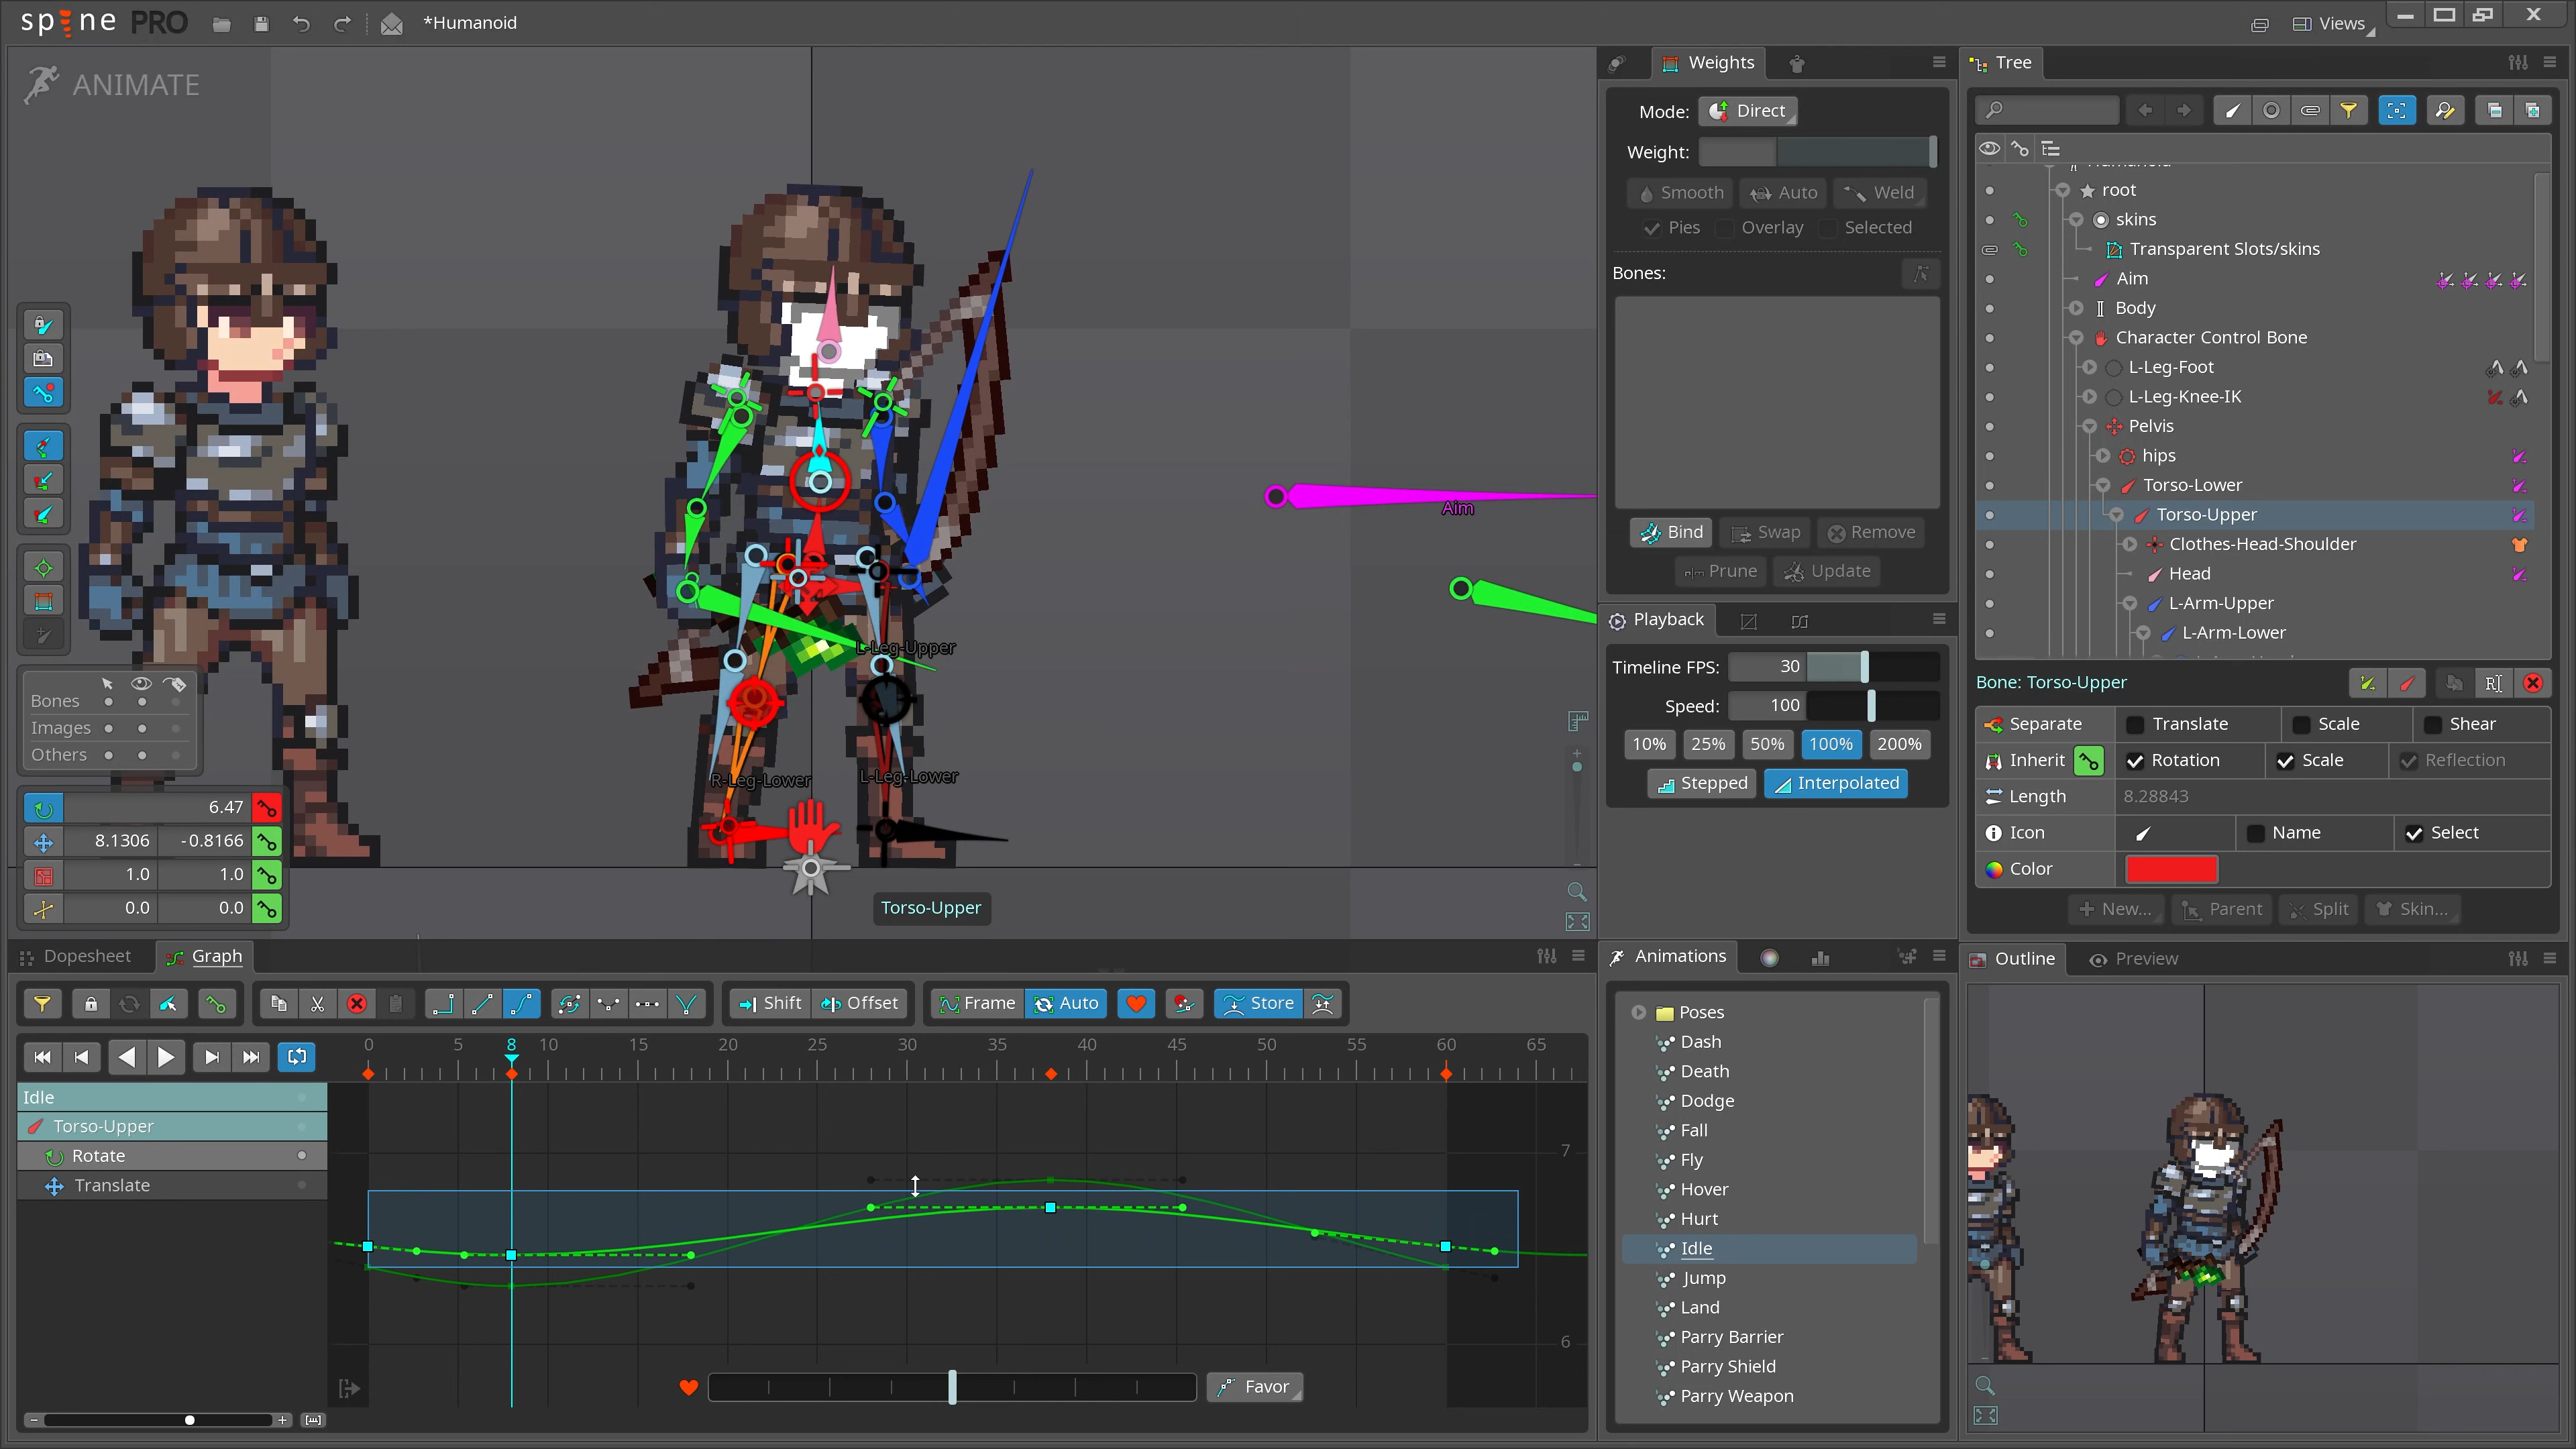 spine PRO
*Humanoid
Views
ANIMATE
Aim
L-Leg-Upper
R-Leg-Lower
L-Leg-Lower
Torso-Upper
Bones
Images
Others
6.47
8.1306 -0.8166
1.0 1.0
0.0 0.0
Weights
Mode: Direct
Weight:
Smooth Auto Weld
Pies Overlay Selected
Bones:
Bind Swap Remove
Prune Update
Playback
Timeline FPS: 30
Speed: 100
10% 25% 50% 100% 200%
Stepped Interpolated
Tree
root
skins
Transparent Slots/skins
Aim
Body
Character Control Bone
L-Leg-Foot
L-Leg-Knee-IK
Pelvis
hips
Torso-Lower
Torso-Upper
Clothes-Head-Shoulder
Head
L-Arm-Upper
L-Arm-Lower
Bone: Torso-Upper
Separate Translate Scale Shear
Inherit Rotation Scale Reflection
Length 8.28843
Icon Name Select
Color
New... Parent Split Skin...
Dopesheet Graph
Shift Offset Frame Auto Store
0 5 8 10 15 20 25 30 35 40 45 50 55 60 65
Idle
Torso-Upper
Rotate
Translate
7
6
Favor
Animations
Poses
Dash
Death
Dodge
Fall
Fly
Hover
Hurt
Idle
Jump
Land
Parry Barrier
Parry Shield
Parry Weapon
Outline Preview